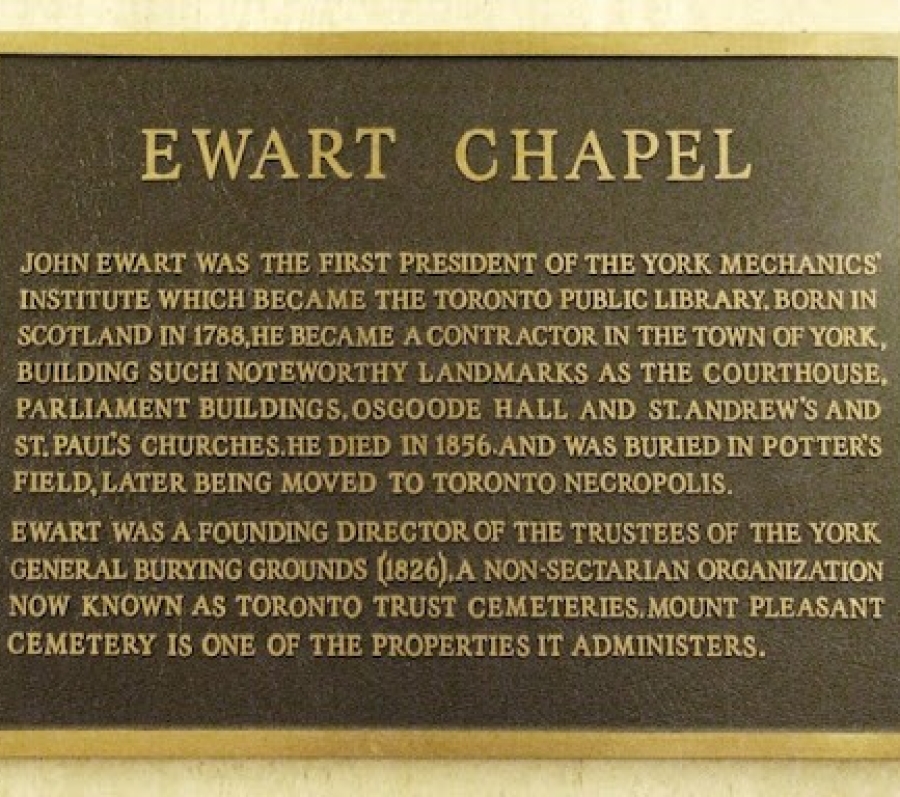 EWART CHAPEL
JOHN EWART WAS THE FIRST PRESIDENT OF THE YORK MECHANICS'
INSTITUTE WHICH BECAME THE TORONTO PUBLIC LIBRARY. BORN IN
SCOTLAND IN 1788, HE BECAME A CONTRACTOR IN THE TOWN OF YORK,
BUILDING SUCH NOTEWORTHY LANDMARKS AS THE COURTHOUSE,
PARLIAMENT BUILDINGS, OSGOODE HALL AND ST. ANDREW'S AND
ST. PAUL'S CHURCHES. HE DIED IN 1856. AND WAS BURIED IN POTTER'S
FIELD, LATER BEING MOVED TO TORONTO NECROPOLIS.
EWART WAS A FOUNDING DIRECTOR OF THE TRUSTEES OF THE YORK
GENERAL BURYING GROUNDS (1826), A NON-SECTARIAN ORGANIZATION
NOW KNOWN AS TORONTO TRUST CEMETERIES. MOUNT PLEASANT
CEMETERY IS ONE OF THE PROPERTIES IT ADMINISTERS.